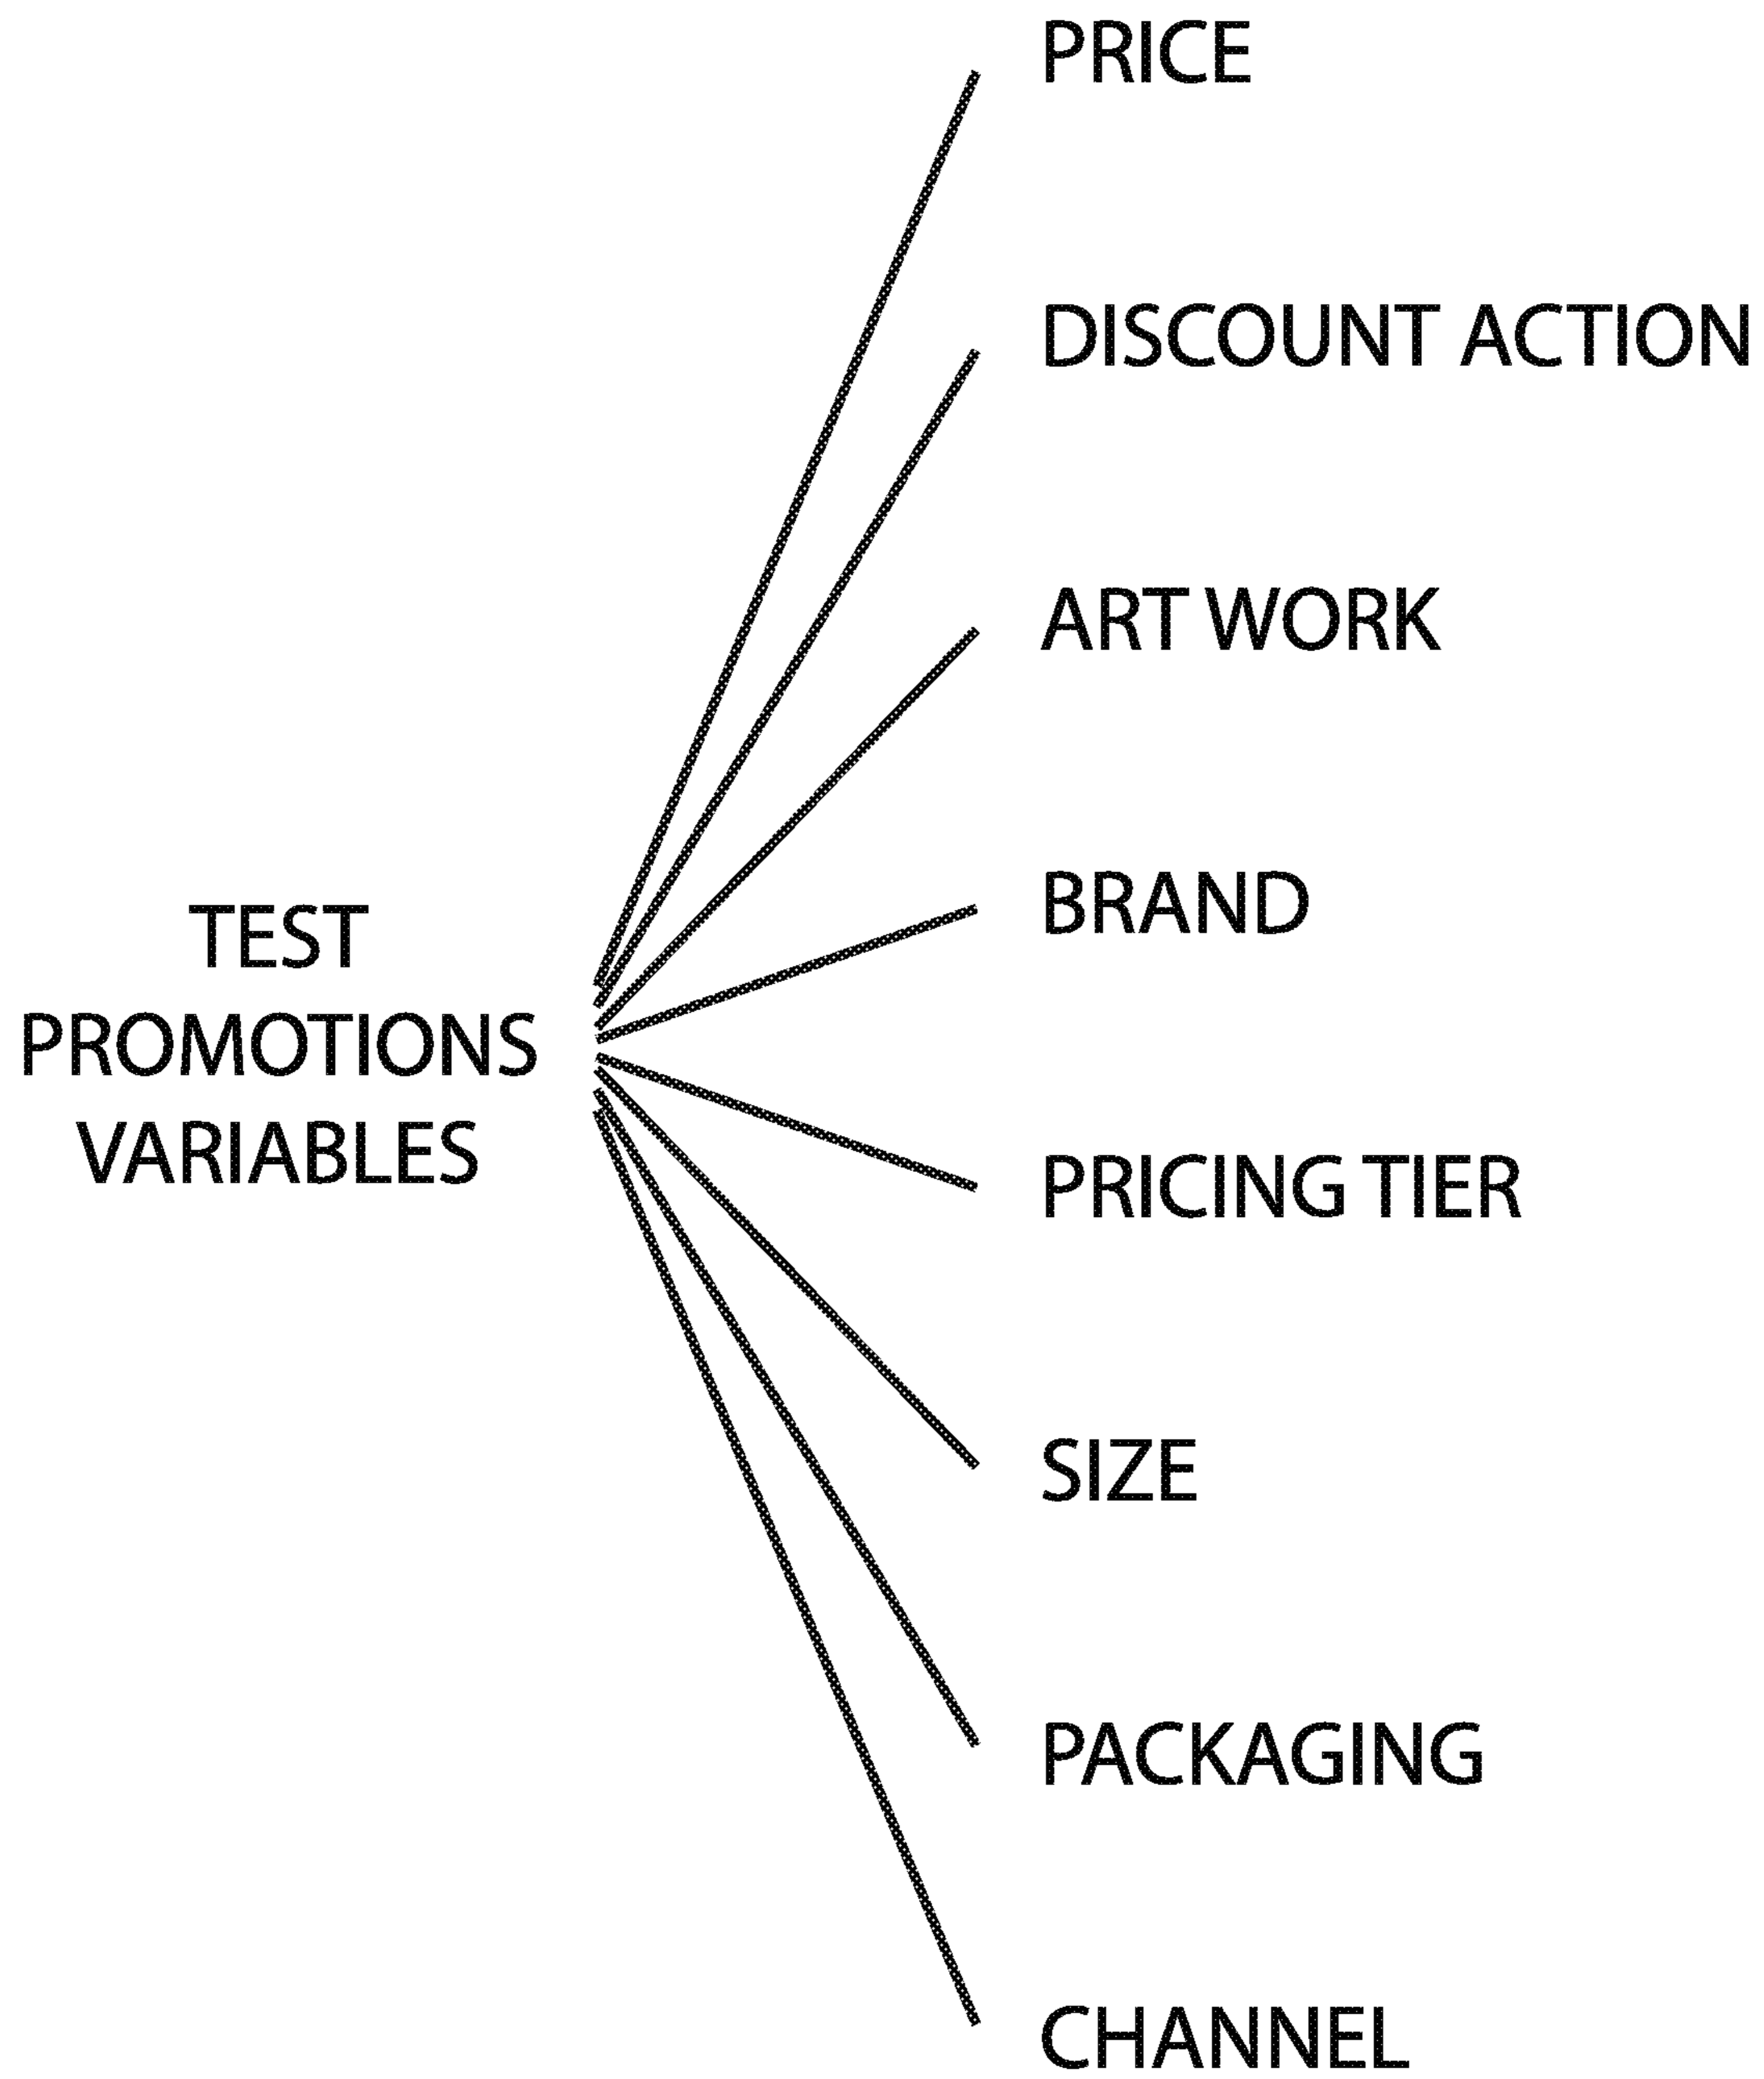 TEST
PROMOTIONS
VARIABLES
PRICE
DISCOUNT ACTION
ART WORK
BRAND
PRICING TIER
SIZE
PACKAGING
CHANNEL